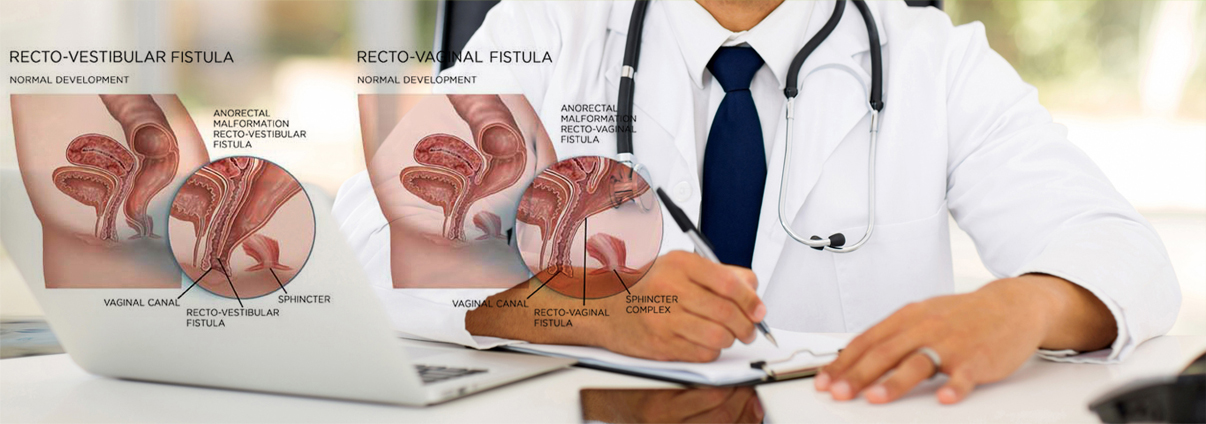 RECTO-VESTIBULAR FISTULA
NORMAL DEVELOPMENT
ANORECTAL
MALFORMATION
RECTO-VESTIBULAR
FISTULA
VAGINAL CANAL
RECTO-VESTIBULAR
FISTULA
SPHINCTER
RECTO-VAGINAL FISTULA
NORMAL DEVELOPMENT
ANORECTAL
MALFORMATION
RECTO-VAGINAL
FISTULA
VAGINAL CANAL
RECTO-VAGINAL
FISTULA
SPHINCTER
COMPLEX